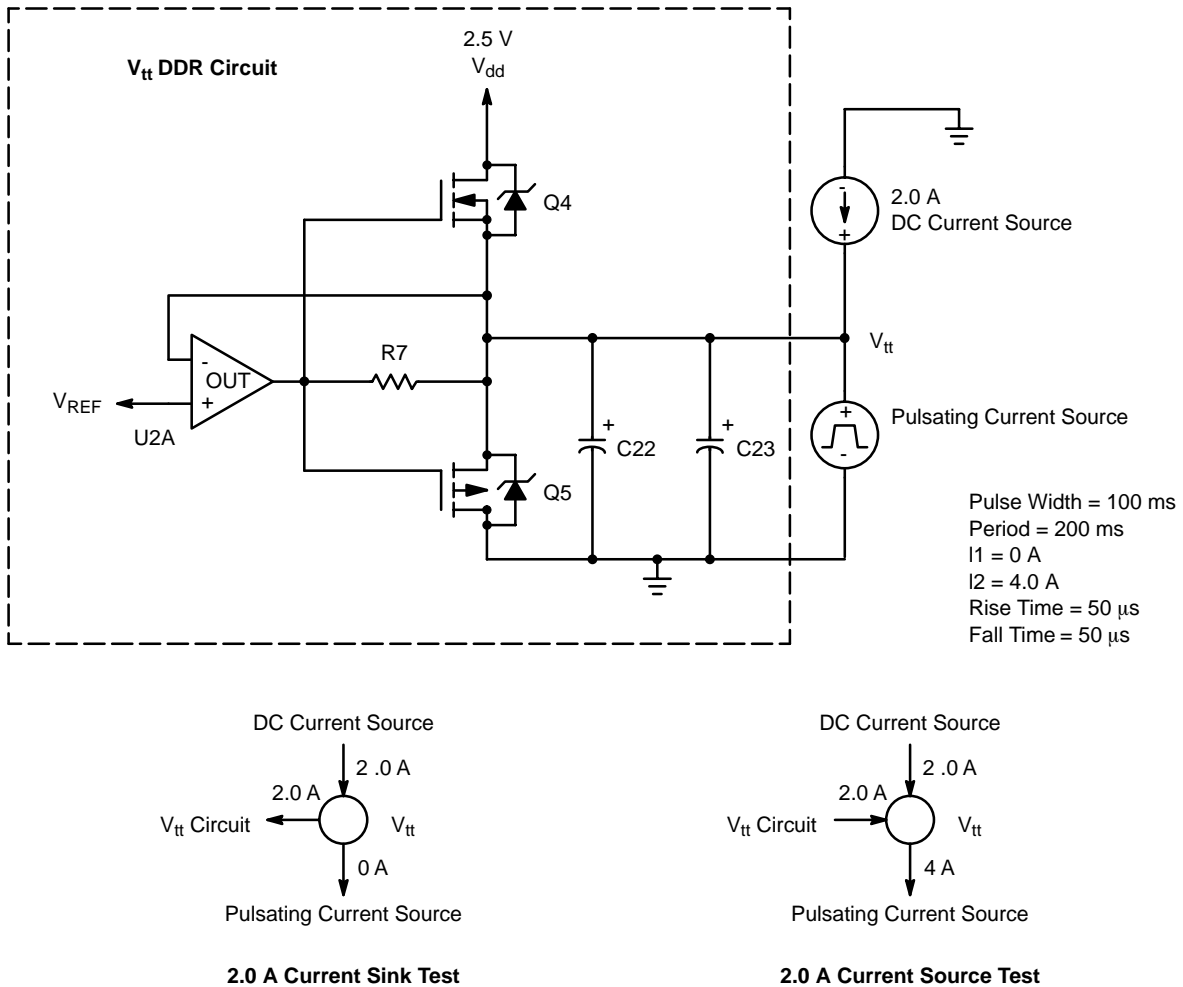 2.5 V
Vdd
Vtt DDR Circuit
Q4
-
2.0 A
DC Current Source
+
R7
-
OUT
+
VREF
U2A
Vtt
+
C22
+
C23
+
-
Pulsating Current Source
Q5
Pulse Width = 100 ms
Period = 200 ms
I1 = 0 A
I2 = 4.0 A
Rise Time = 50 μs
Fall Time = 50 μs
DC Current Source
2 .0 A
2.0 A
Vtt Circuit
Vtt
0 A
Pulsating Current Source
2.0 A Current Sink Test
DC Current Source
2 .0 A
2.0 A
Vtt Circuit
Vtt
4 A
Pulsating Current Source
2.0 A Current Source Test